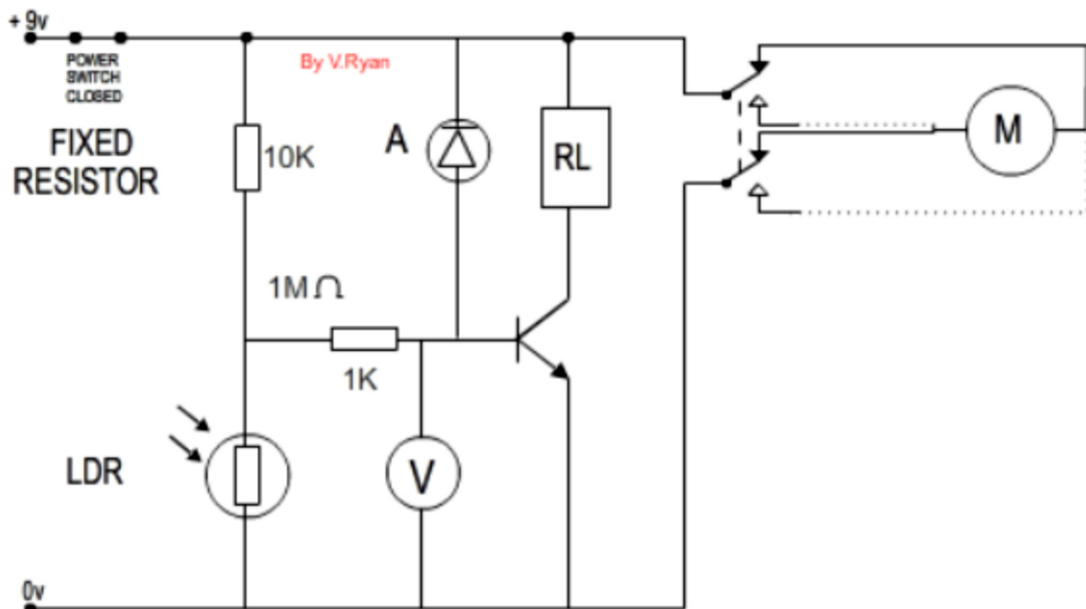 + 9v
POWER
SWITCH
CLOSED
By V.Ryan
FIXED
RESISTOR
10K
A
RL
M
1MΩ
1K
LDR
V
0v